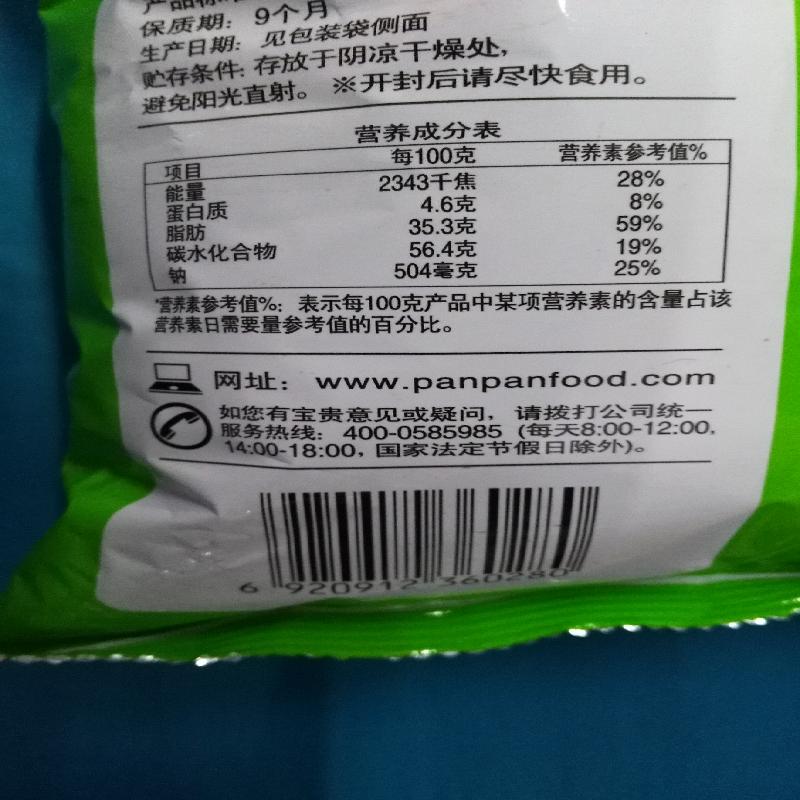 产品标
保质期: 9个月
生产日期: 见包装袋侧面
贮存条件: 存放于阴凉干燥处,
避免阳光直射。 ※开封后请尽快食用。
营养成分表
项目 每100克 营养素参考值%
能量 2343千焦 28%
蛋白质 4.6克 8%
脂肪 35.3克 59%
碳水化合物 56.4克 19%
钠 504毫克 25%
*营养素参考值%: 表示每100克产品中某项营养素的含量占该
营养素日需要量参考值的百分比。
网址: www.panpanfood.com
如您有宝贵意见或疑问, 请拨打公司统一
服务热线: 400-0585985 (每天8:00-12:00,
14:00-18:00, 国家法定节假日除外)。
6 920912 360280